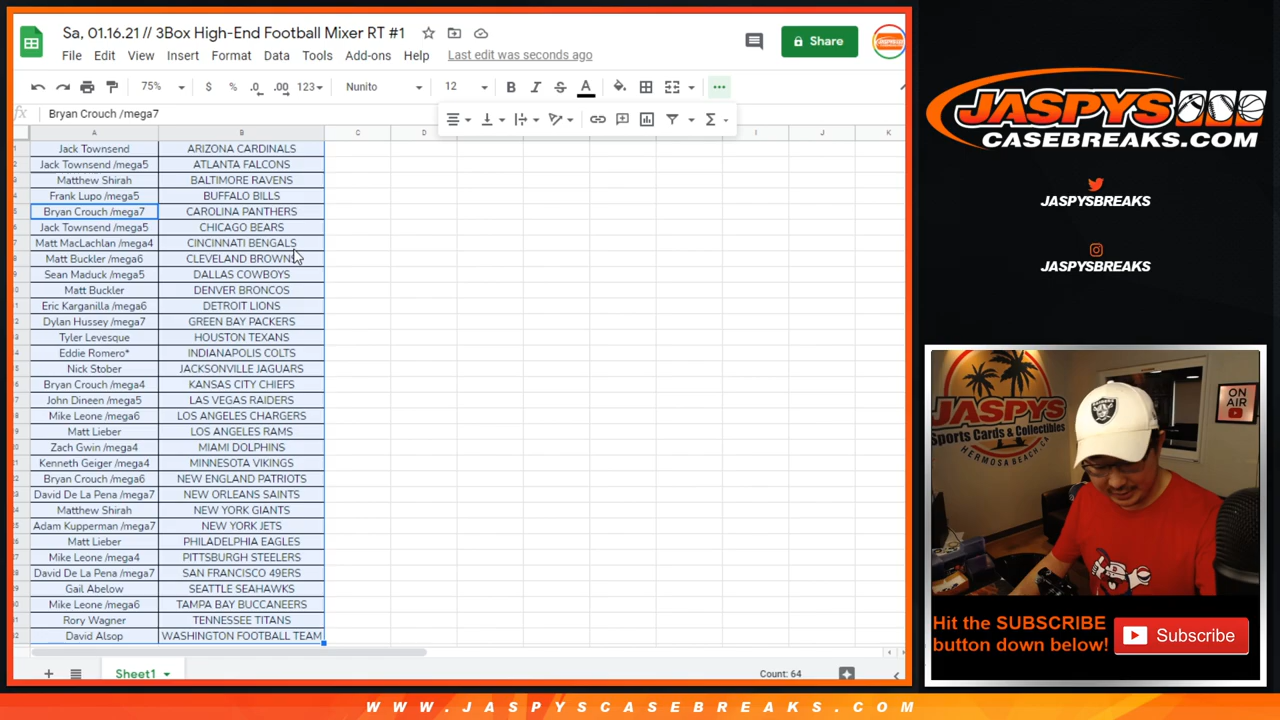 Sa, 01.16.21 // 3Box High-End Football Mixer RT #1
File Edit View Insert Format Data Tools Add-ons Help Last edit was seconds ago
Share
75% $ % .0 .00 123 Nunito 12 B I S A
fx Bryan Crouch /mega7
A B C D I J K
Jack Townsend ARIZONA CARDINALS
Jack Townsend /mega5 ATLANTA FALCONS
Matthew Shirah BALTIMORE RAVENS
Frank Lupo /mega5 BUFFALO BILLS
Bryan Crouch /mega7 CAROLINA PANTHERS
Jack Townsend /mega5 CHICAGO BEARS
Matt MacLachlan /mega4 CINCINNATI BENGALS
Matt Buckler /mega6 CLEVELAND BROWNS
Sean Maduck /mega5 DALLAS COWBOYS
Matt Buckler DENVER BRONCOS
Eric Karganilla /mega6 DETROIT LIONS
Dylan Hussey /mega7 GREEN BAY PACKERS
Tyler Levesque HOUSTON TEXANS
Eddie Romero* INDIANAPOLIS COLTS
Nick Stober JACKSONVILLE JAGUARS
Bryan Crouch /mega4 KANSAS CITY CHIEFS
John Dineen /mega5 LAS VEGAS RAIDERS
Mike Leone /mega6 LOS ANGELES CHARGERS
Matt Lieber LOS ANGELES RAMS
Zach Gwin /mega4 MIAMI DOLPHINS
Kenneth Geiger /mega4 MINNESOTA VIKINGS
Bryan Crouch /mega6 NEW ENGLAND PATRIOTS
David De La Pena /mega7 NEW ORLEANS SAINTS
Matthew Shirah NEW YORK GIANTS
Adam Kupperman /mega7 NEW YORK JETS
Matt Lieber PHILADELPHIA EAGLES
Mike Leone /mega4 PITTSBURGH STEELERS
David De La Pena /mega7 SAN FRANCISCO 49ERS
Gail Abelow SEATTLE SEAHAWKS
Mike Leone /mega6 TAMPA BAY BUCCANEERS
Rory Wagner TENNESSEE TITANS
David Alsop WASHINGTON FOOTBALL TEAM
Sheet1 Count: 64
JASPYS
CASEBREAKS.COM
JASPYSBREAKS
JASPYSBREAKS
JASPYS
Sports Cards & Collectibles
HERMOSA BEACH, CA
ON AIR
RAIDERS
Hit the SUBSCRIBE
button down below!
Subscribe
WWW.JASPYSCASEBREAKS.COM